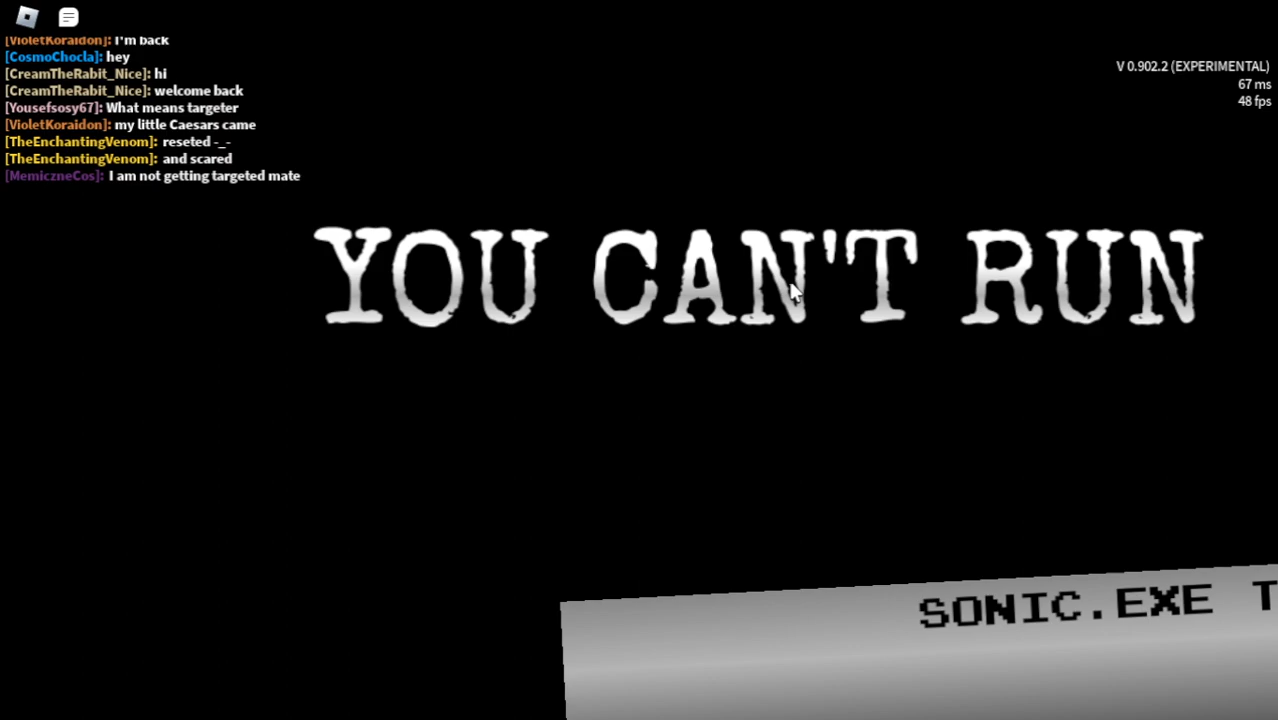 [VioletKoraidon]: I'm back
[CosmoChocla]: hey
[CreamTheRabit_Nice]: hi
[CreamTheRabit_Nice]: welcome back
[Yousefsosy67]: What means targeter
[VioletKoraidon]: my little Caesars came
[TheEnchantingVenom]: reseted -_-
[TheEnchantingVenom]: and scared
[MemiczneCos]: I am not getting targeted mate
V 0.902.2 (EXPERIMENTAL)
67 ms
48 fps
YOU CAN'T RUN
SONIC.EXE T